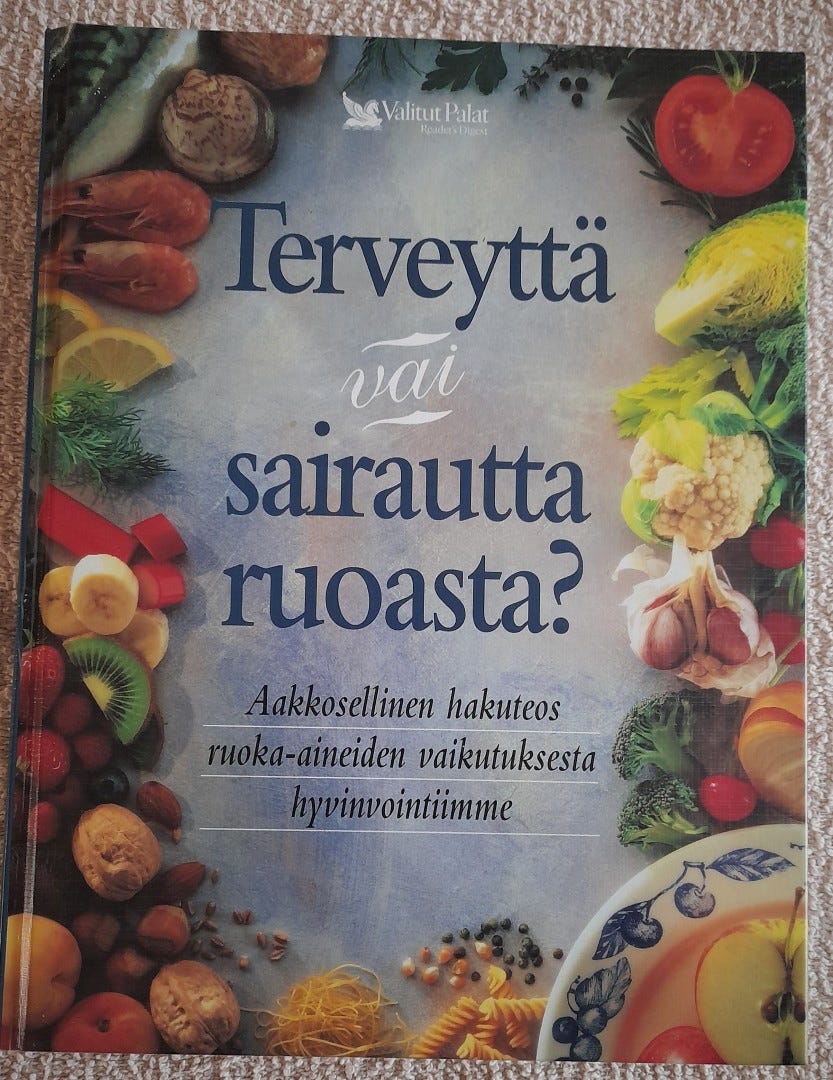 Valitut Palat
Reader's Digest
Terveyttä
vai
sairautta
ruoasta?
Aakkosellinen hakuteos
ruoka-aineiden vaikutuksesta
hyvinvointiimme